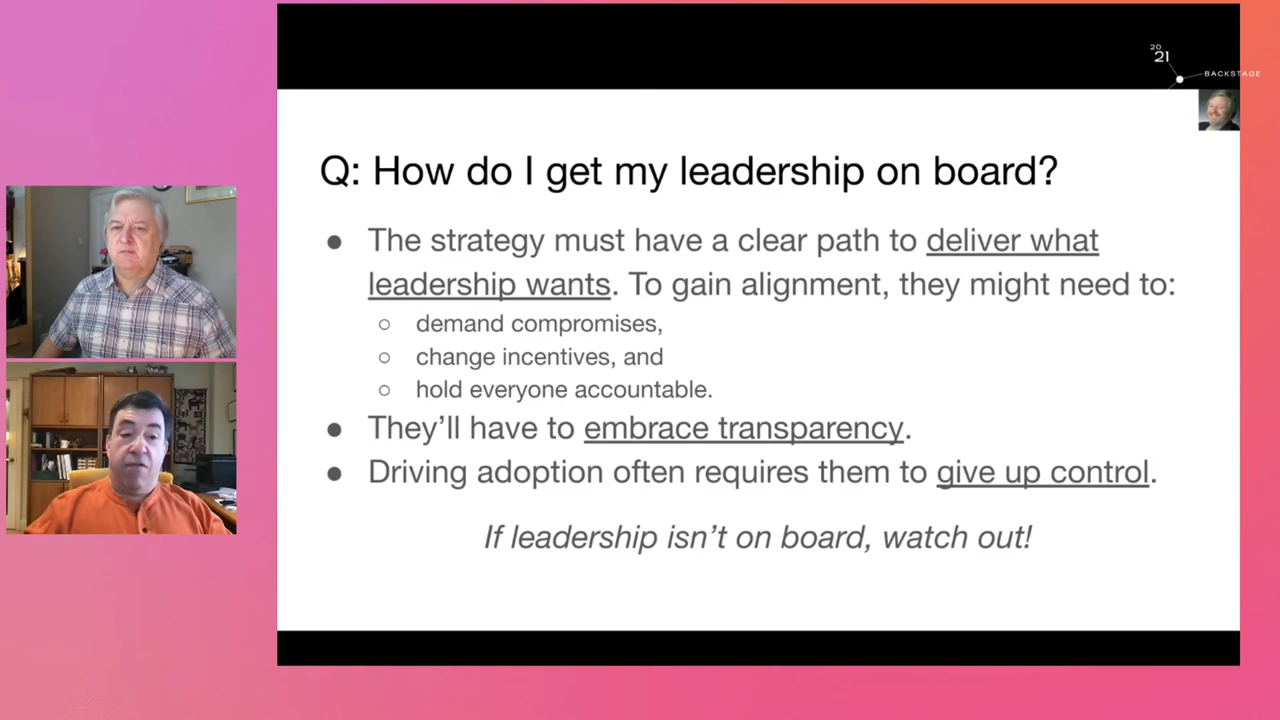 20
21
BACKSTAGE
Q: How do I get my leadership on board?
● The strategy must have a clear path to deliver what
leadership wants. To gain alignment, they might need to:
○ demand compromises,
○ change incentives, and
○ hold everyone accountable.
● They’ll have to embrace transparency.
● Driving adoption often requires them to give up control.
If leadership isn’t on board, watch out!